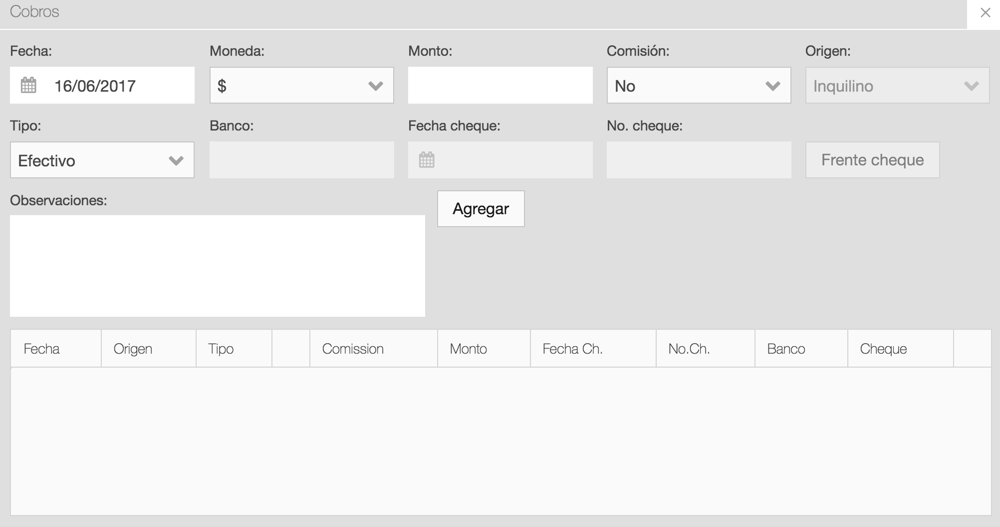 Cobros
Fecha: Moneda: Monto: Comisión: Origen:
16/06/2017 $ No Inquilino
Tipo: Banco: Fecha cheque: No. cheque:
Efectivo Frente cheque
Observaciones: Agregar
Fecha Origen Tipo Comission Monto Fecha Ch. No.Ch. Banco Cheque